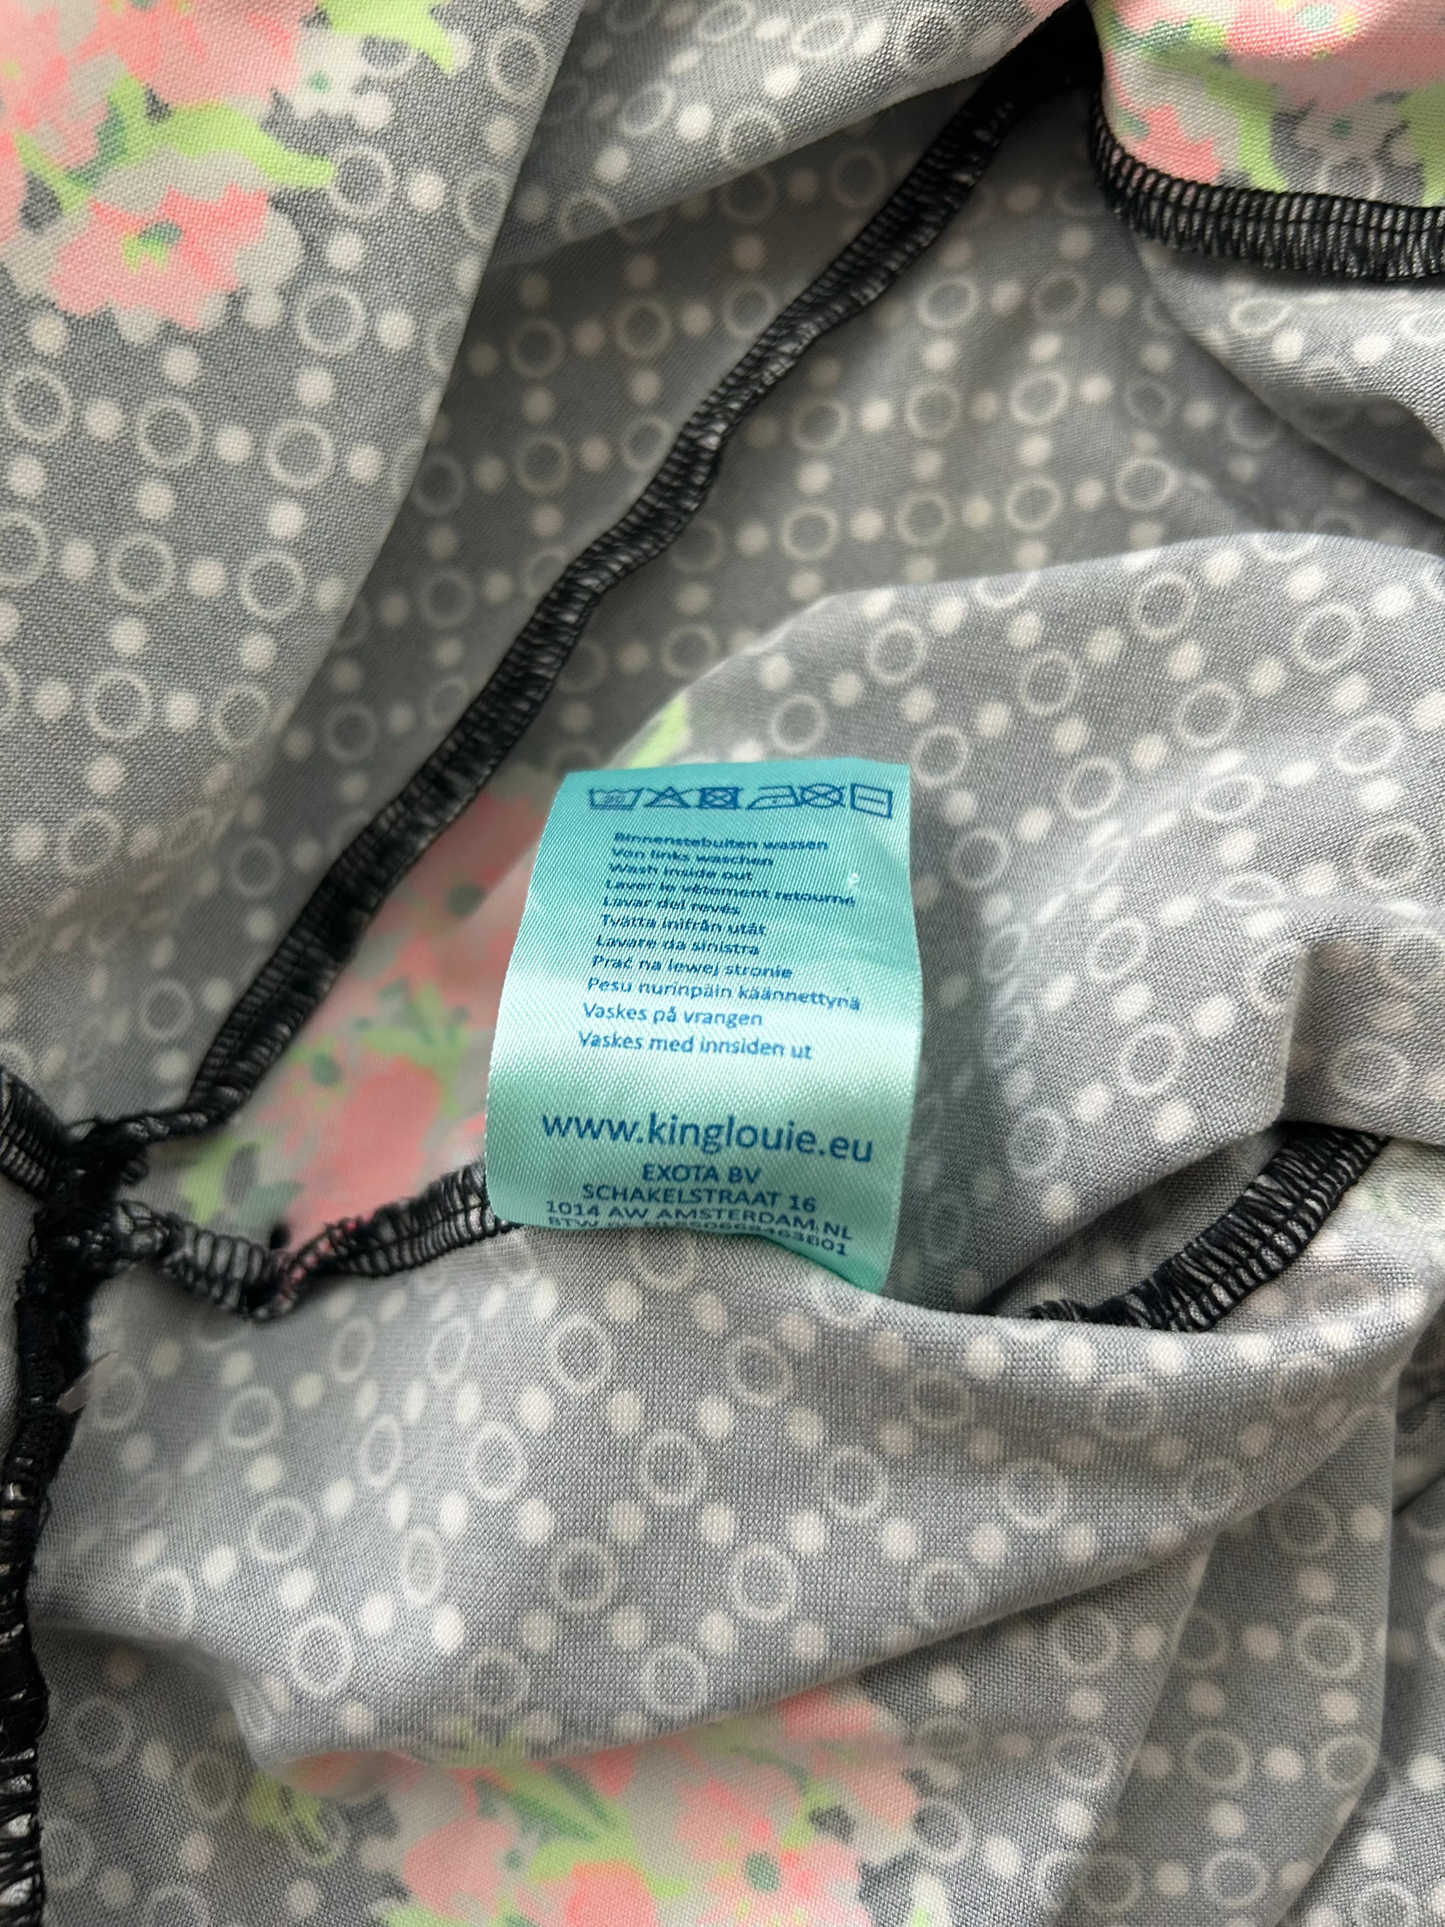 Binnenstebuiten wassen
Von links waschen
Wash inside out
Laver le vêtement retourné
Lavar del revés
Tvätta inifrån utåt
Lavare da sinistra
Prać na lewej stronie
Pesu nurinpäin käännettynä
Vaskes på vrangen
Vaskes med innsiden ut
www.kinglouie.eu
EXOTA BV
SCHAKELSTRAAT 16
1014 AW AMSTERDAM, NL
BTW